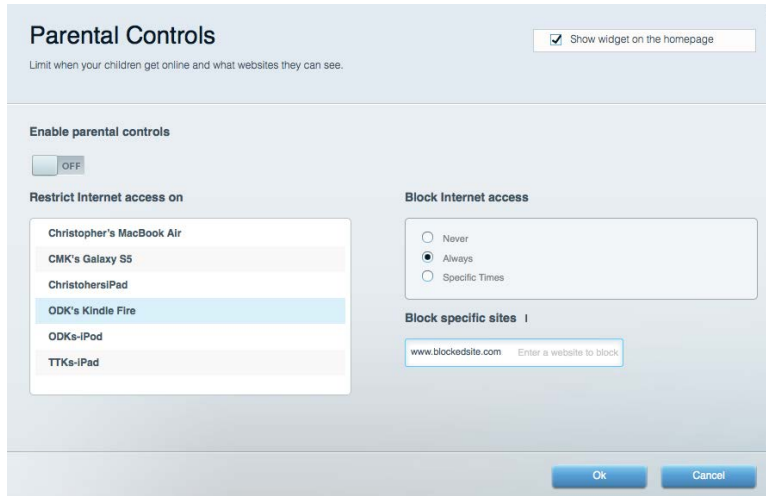 Parental Controls
Show widget on the homepage
Limit when your children get online and what websites they can see.
Enable parental controls
OFF
Restrict Internet access on
Christopher's MacBook Air
CMK's Galaxy S5
ChristohersiPad
ODK's Kindle Fire
ODKs-iPod
TTKs-iPad
Block Internet access
Never
Always
Specific Times
Block specific sites I
www.blockedsite.com Enter a website to block
Ok Cancel